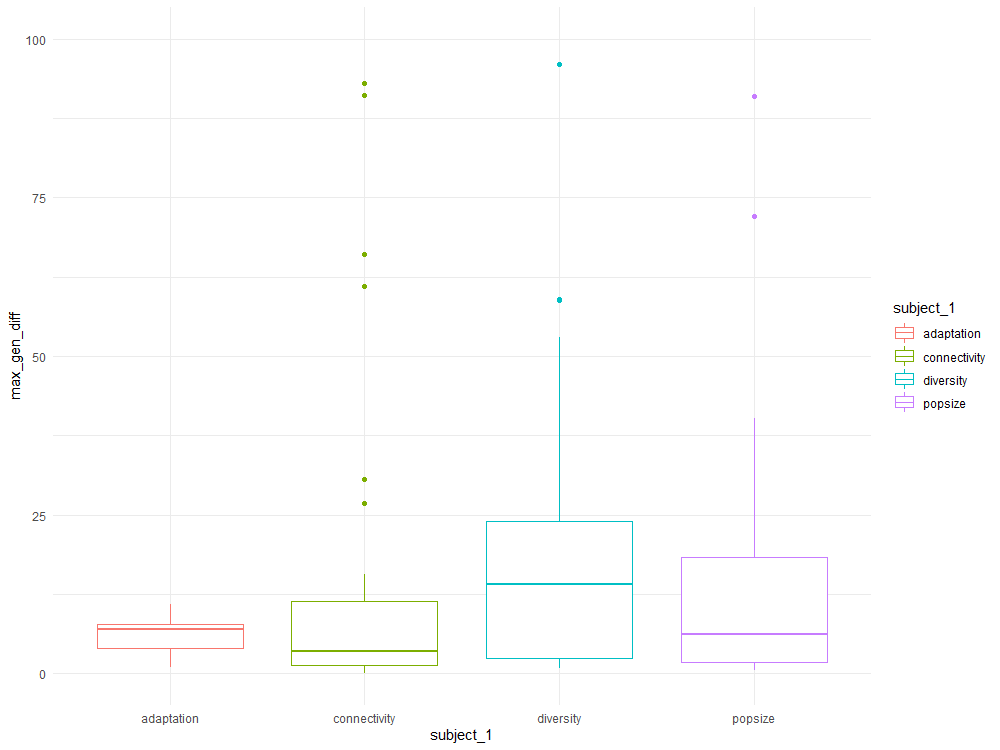 100
75
50
25
0
max_gen_diff
adaptation connectivity diversity popsize
subject_1
subject_1
adaptation
connectivity
diversity
popsize